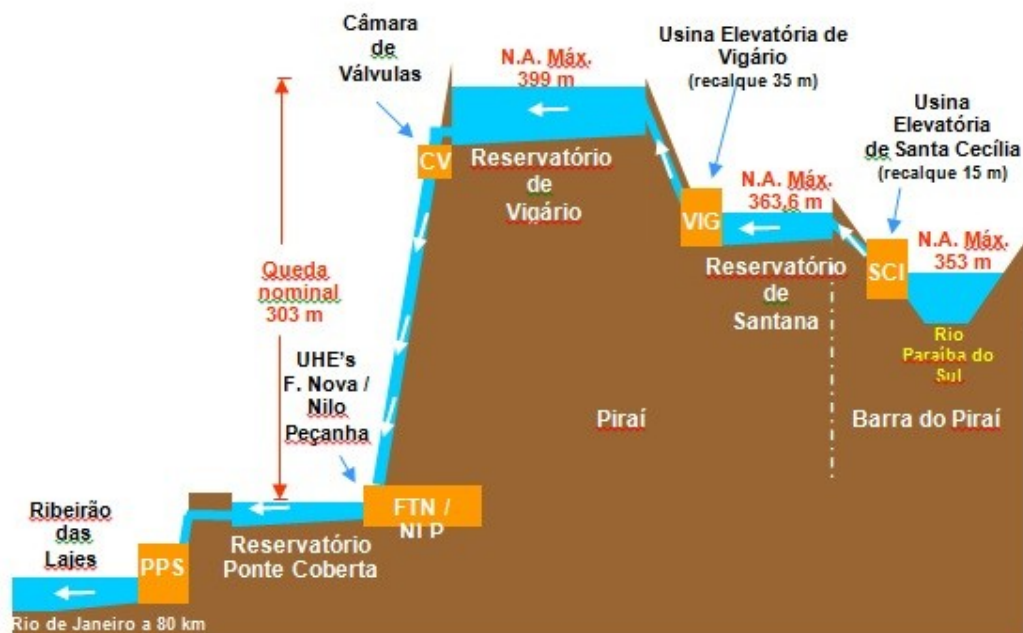 Câmara
de
Válvulas
N.A. Máx.
399 m
Usina Elevatória de
Vigário
(recalque 35 m)
Usina
Elevatória
de Santa Cecília
(recalque 15 m)
CV
Reservatório
de
Vigário
VIG
N.A. Máx.
363,6 m
SCI
N.A. Máx.
353 m
Queda
nominal
303 m
Reservatório
de
Santana
Rio
Paraíba do
Sul
UHE's
F. Nova /
Nilo
Peçanha
Piraí
Barra do Piraí
FTN /
NLP
Ribeirão
das
Lajes
PPS
Reservatório
Ponte Coberta
Rio de Janeiro a 80 km